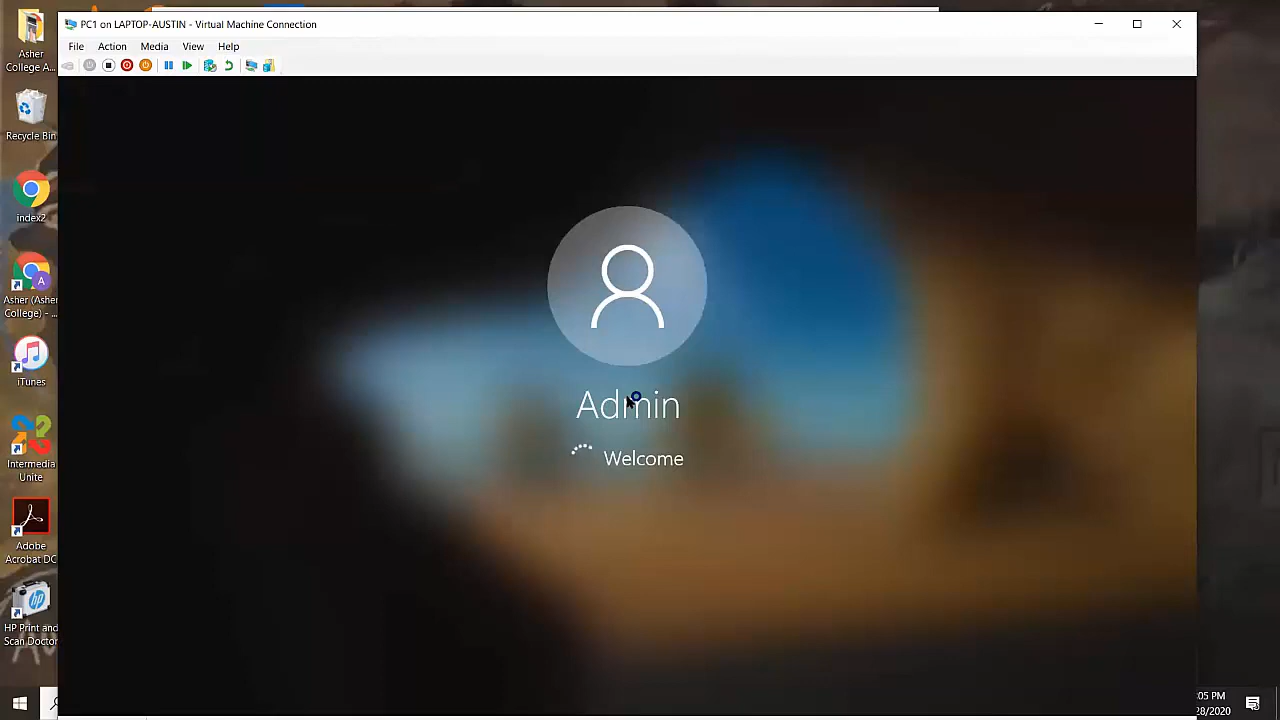 PC1 on LAPTOP-AUSTIN - Virtual Machine Connection
File Action Media View Help
Asher
College A...
Recycle Bin
index2
A
Asher (Asher
College) - ...
iTunes
Intermedia
Unite
Adobe
Acrobat DC
hp
HP Print and
Scan Doctor
Admin
Welcome
:05 PM
28/2020